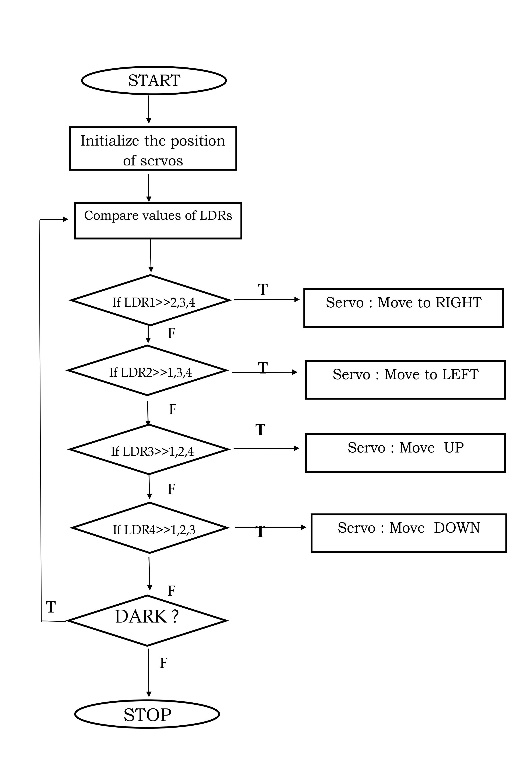 START
Initialize the position
of servos
Compare values of LDRs
If LDR1>>2,3,4
T
Servo : Move to RIGHT
F
If LDR2>>1,3,4
T
Servo : Move to LEFT
F
If LDR3>>1,2,4
T
Servo : Move UP
F
If LDR4>>1,2,3
T
Servo : Move DOWN
F
DARK ?
T
F
STOP